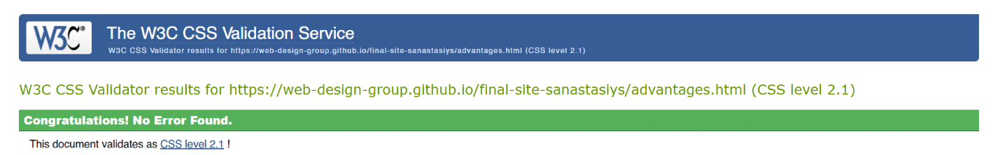 W3C®
The W3C CSS Validation Service
W3C CSS Validator results for https://web-design-group.github.io/final-site-sanastasiys/advantages.html (CSS level 2.1)
W3C CSS Validator results for https://web-design-group.github.io/final-site-sanastasiys/advantages.html (CSS level 2.1)
Congratulations! No Error Found.
This document validates as CSS level 2.1 !